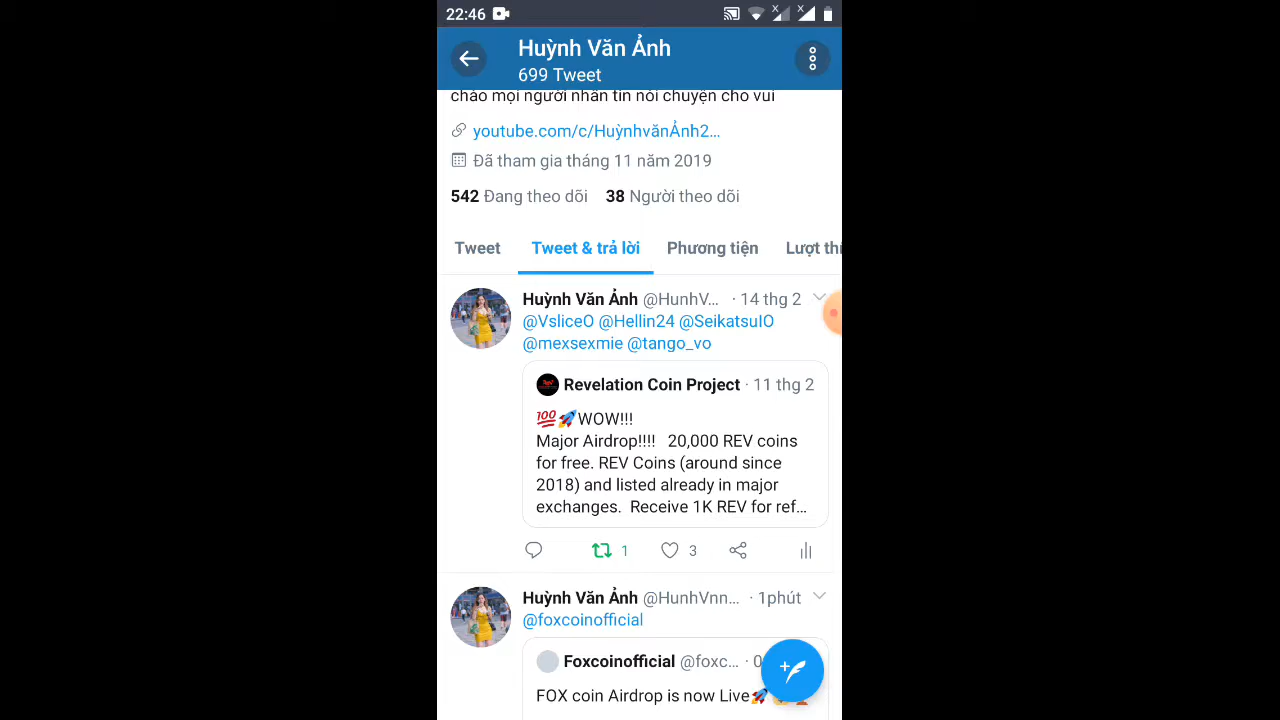 22:46
Huỳnh Văn Ảnh
699 Tweet
chào mọi người nhắn tin nói chuyện cho vui
youtube.com/c/HuỳnhvănẢnh2…
Đã tham gia tháng 11 năm 2019
542 Đang theo dõi 38 Người theo dõi
Tweet Tweet & trả lời Phương tiện Lượt thí
Huỳnh Văn Ảnh @HunhV… · 14 thg 2
@VsliceO @Hellin24 @SeikatsuIO
@mexsexmie @tango_vo
Revelation Coin Project · 11 thg 2
💯🚀WOW!!!
Major Airdrop!!!! 20,000 REV coins
for free. REV Coins (around since
2018) and listed already in major
exchanges. Receive 1K REV for ref…
1 3
Huỳnh Văn Ảnh @HunhVnn… · 1phút
@foxcoinofficial
Foxcoinofficial @foxc… · 0
FOX coin Airdrop is now Live🚀